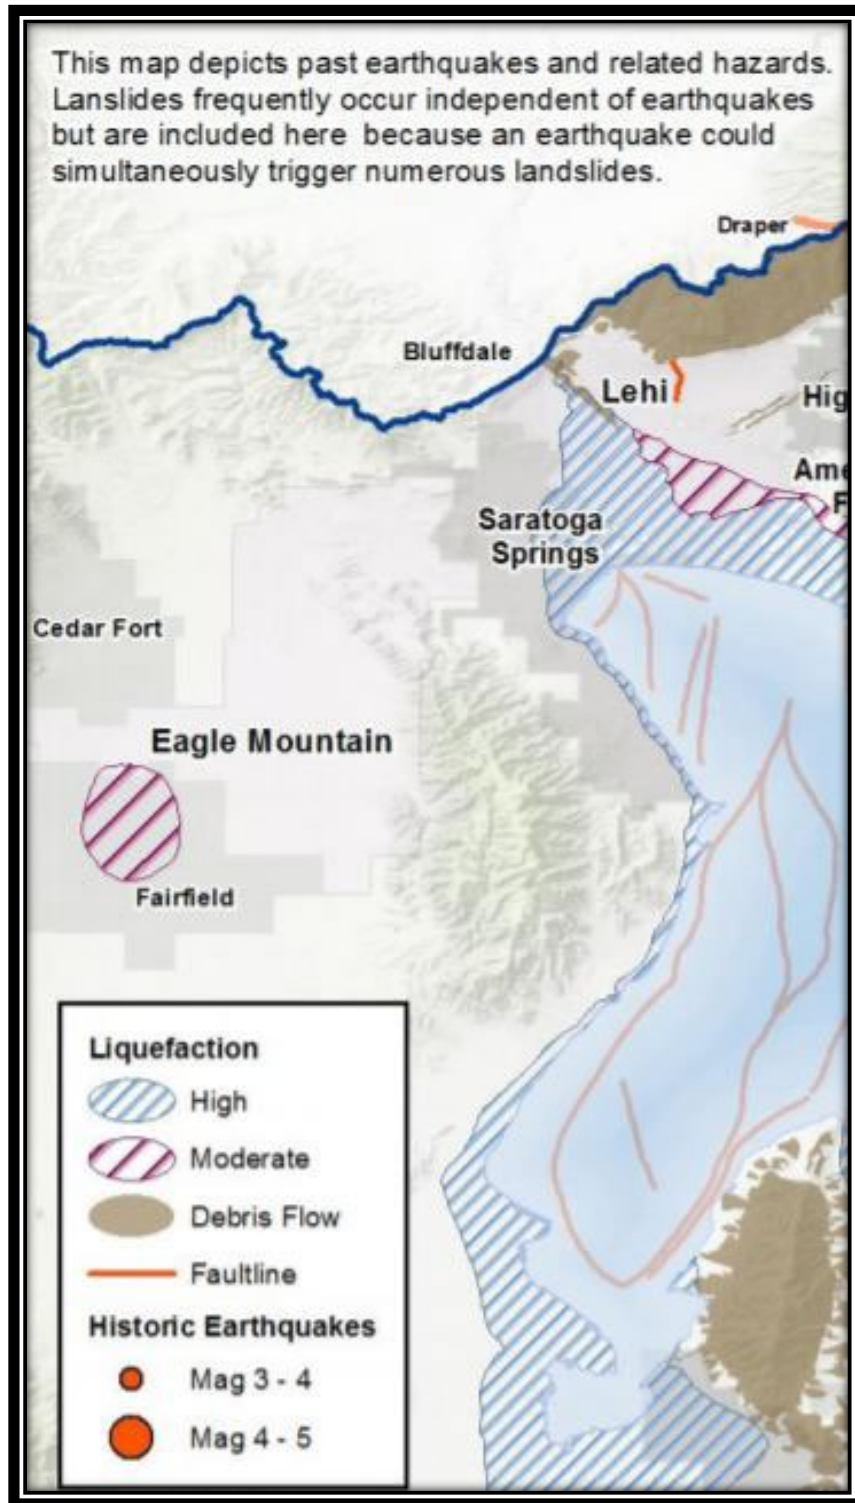 This map depicts past earthquakes and related hazards.
Lanslides frequently occur independent of earthquakes
but are included here because an earthquake could
simultaneously trigger numerous landslides.
Draper
Bluffdale
Lehi
Hig
Ame
F
Saratoga
Springs
Cedar Fort
Eagle Mountain
Fairfield
Liquefaction
High
Moderate
Debris Flow
Faultline
Historic Earthquakes
Mag 3 - 4
Mag 4 - 5